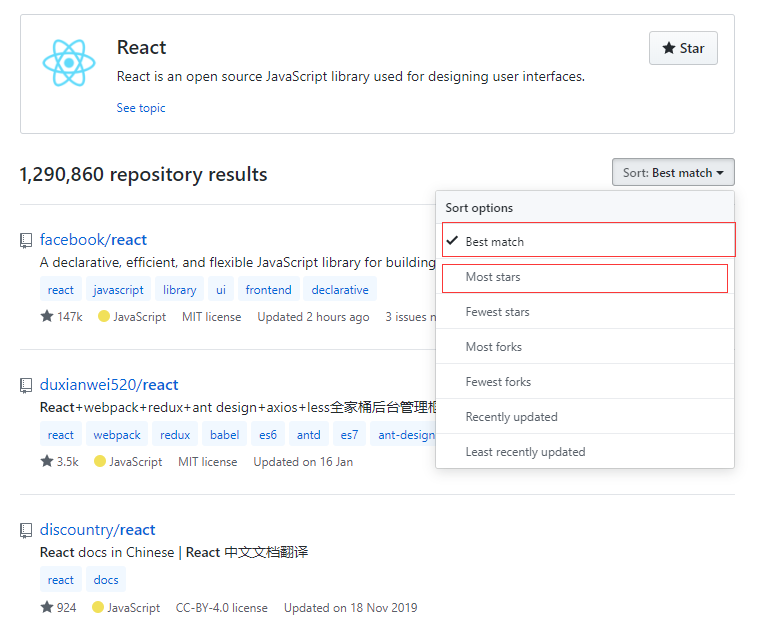 React
Star
React is an open source JavaScript library used for designing user interfaces.
See topic
1,290,860 repository results
Sort: Best match
Sort options
Best match
Most stars
Fewest stars
Most forks
Fewest forks
Recently updated
Least recently updated
facebook/react
A declarative, efficient, and flexible JavaScript library for building
react javascript library ui frontend declarative
147k JavaScript MIT license Updated 2 hours ago 3 issues
duxianwei520/react
React+webpack+redux+ant design+axios+less全家桶后台管理
react webpack redux babel es6 antd es7 ant-design
3.5k JavaScript MIT license Updated on 16 Jan
discountry/react
React docs in Chinese | React 中文文档翻译
react docs
924 JavaScript CC-BY-4.0 license Updated on 18 Nov 2019